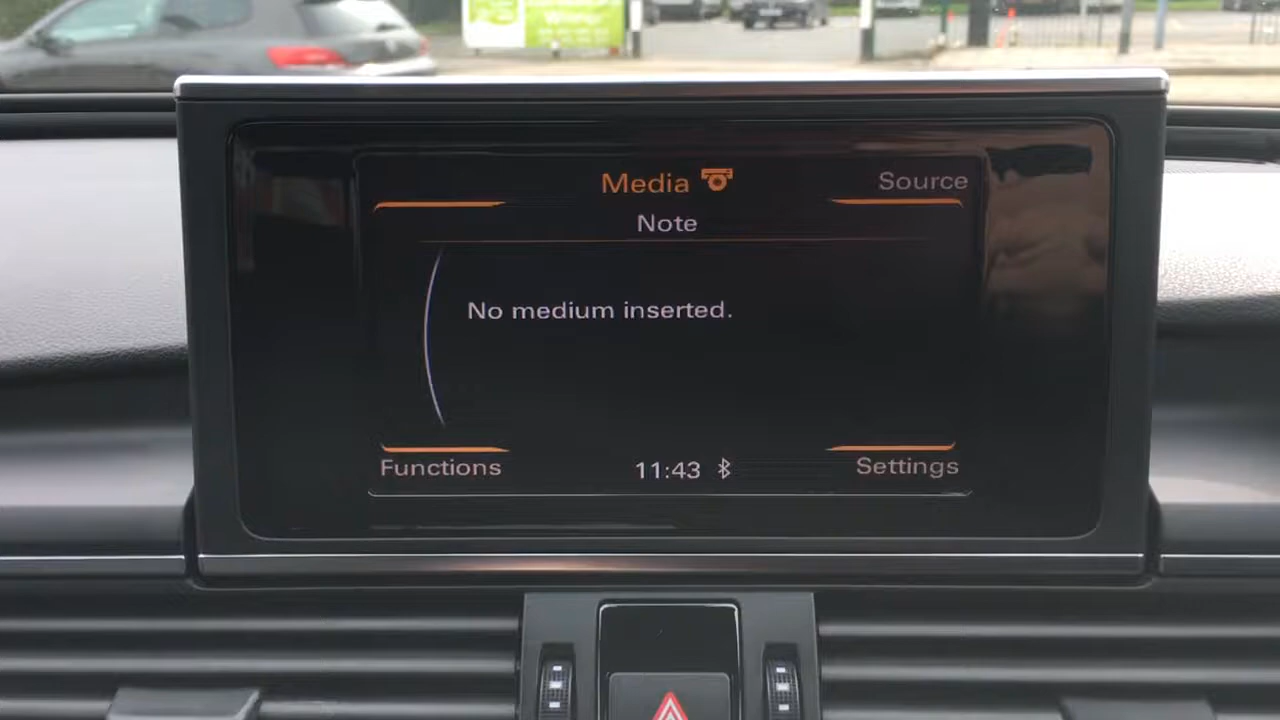 Media
Source
Note
No medium inserted.
Functions
11:43
Settings